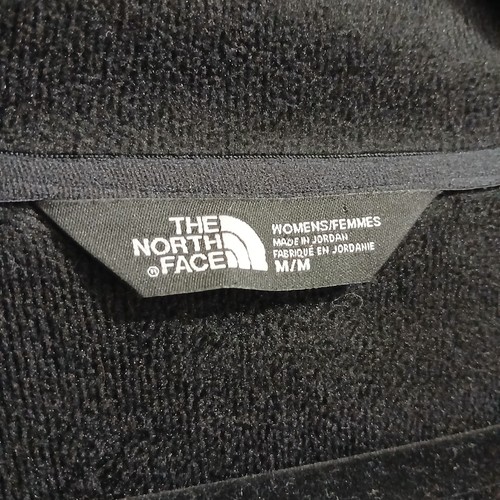 THE
NORTH
®FACE
WOMENS/FEMMES
MADE IN JORDAN
FABRIQUÉ EN JORDANIE
M/M